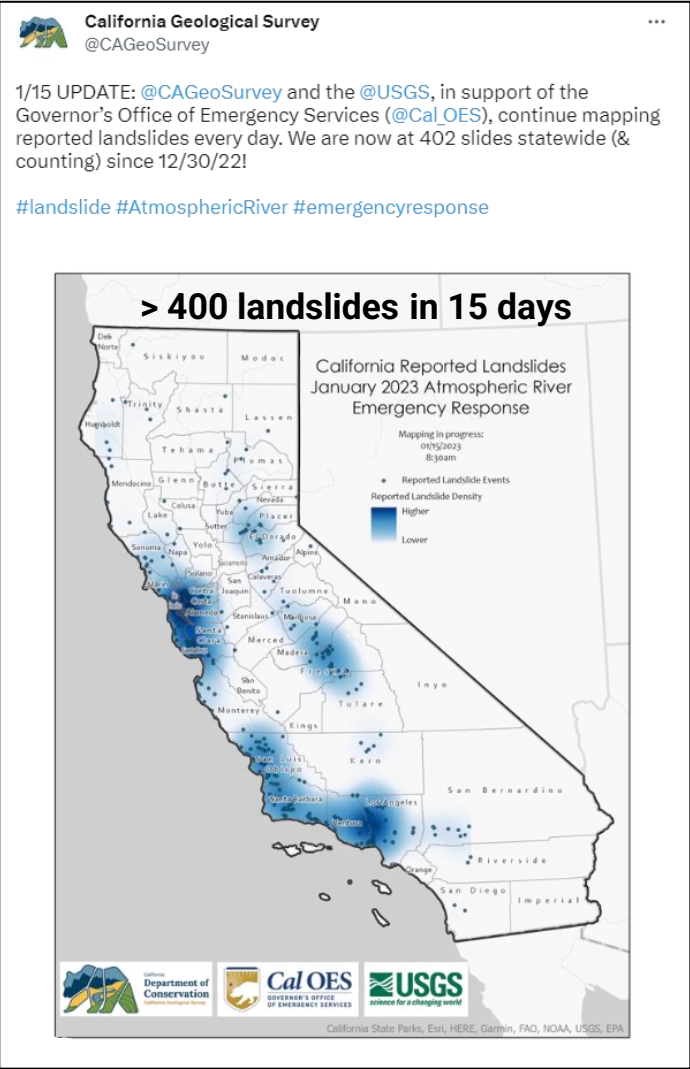 California Geological Survey
@CAGeoSurvey
1/15 UPDATE: @CAGeoSurvey and the @USGS, in support of the
Governor's Office of Emergency Services (@Cal_OES), continue mapping
reported landslides every day. We are now at 402 slides statewide (&
counting) since 12/30/22!
#landslide #AtmosphericRiver #emergencyresponse
> 400 landslides in 15 days
California Reported Landslides
January 2023 Atmospheric River
Emergency Response
Mapping in progress:
01/15/2023
8:30am
Reported Landslide Events
Reported Landslide Density
Higher
Lower
Del
Norte
Siskiyou
Modoc
Trinity
Shasta
Lassen
Humboldt
Tehama
Plumas
Mendocino
Glenn
Butte
Sierra
Nevada
Colusa
Lake
Yuba
Placer
Sutter
El Dorado
Sonoma
Napa
Yolo
Alpine
Amador
Solano
Calaveras
Marin
Contra
Costa
San
Joaquin
Tuolumne
Alameda
Mono
Stanislaus
Mariposa
Santa
Clara
Merced
Madera
Fresno
San
Benito
Inyo
Tulare
Monterey
Kings
San Luis
Obispo
Kern
San Bernardino
Santa Barbara
Los Angeles
Ventura
Riverside
Orange
San Diego
Imperial
California
Department of
Conservation
California Geological Survey
Cal OES
GOVERNOR'S OFFICE
OF EMERGENCY SERVICES
USGS
science for a changing world
California State Parks, Esri, HERE, Garmin, FAO, NOAA, USGS, EPA